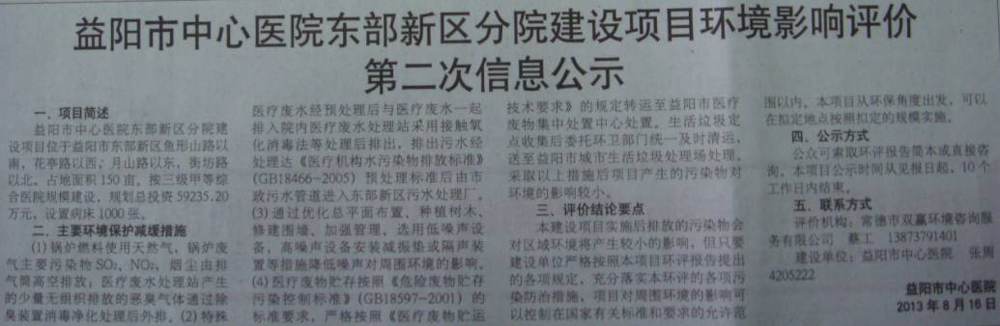 益阳市中心医院东部新区分院建设项目环境影响评价
第二次信息公示
一、项目简述
益阳市中心医院东部新区分院建
设项目位于益阳市东部新区鱼形山路以
南，花亭路以西，月山路以东，街坊路
以北，占地面积 150 亩。按三级甲等综
合医院规模建设，规划总投资 59235.20
万元，设置病床 1000 张。
二、主要环境保护减缓措施
(1) 锅炉燃料使用天然气，锅炉废
气主要污染物 SO₂、NO₂，烟尘由排
气筒高空排放；医疗废水处理站产生
的少量无组织排放的恶臭气体通过除
臭装置消毒净化处理后外排。(2) 特殊
医疗废水经预处理后与医疗废水一起
排入院内医疗废水处理站采用接触氧
化消毒法等处理后排出，排出污水经
处理达《医疗机构水污染物排放标准》
(GB18466-2005) 预处理标准后由市
政污水管道进入东部新区污水处理厂。
(3) 通过优化总平面布置、种植树木、
修建围墙、加强管理、选用低噪声设
备，高噪声设备安装减振垫或隔声装
置等措施降低噪声对周围环境的影响。
(4) 医疗废物贮存按照《危险废物贮存
污染控制标准》(GB18597-2001) 的
标准要求，严格按照《医疗废物贮运
技术要求》的规定转运至益阳市医疗
废物集中处置中心处置。生活垃圾定
点收集后委托环卫部门统一及时清运，
送至益阳市城市生活垃圾处理场处理。
采取以上措施后项目产生的污染物对
环境的影响较小。
三、评价结论要点
本建设项目实施后排放的污染物会
对区域环境将产生较小的影响，但只要
建设单位严格按照本项目环评报告提出
的各项规定，充分落实本环评的各项污
染防治措施，项目对周围环境的影响可
以控制在国家有关标准和要求的允许范
围以内。本项目从环保角度出发，可以
在拟定地点按照拟定的规模实施。
四、公示方式
公众可索取环评报告简本或直接咨
询。本项目公示时间从见报日起，10 个
工作日内结束。
五、联系方式
评价机构：常德市双赢环境咨询服
务有限公司 蔡工 13873791401
建设单位：益阳市中心医院 张周
4205222
益阳市中心医院
2013 年 8 月 16 日